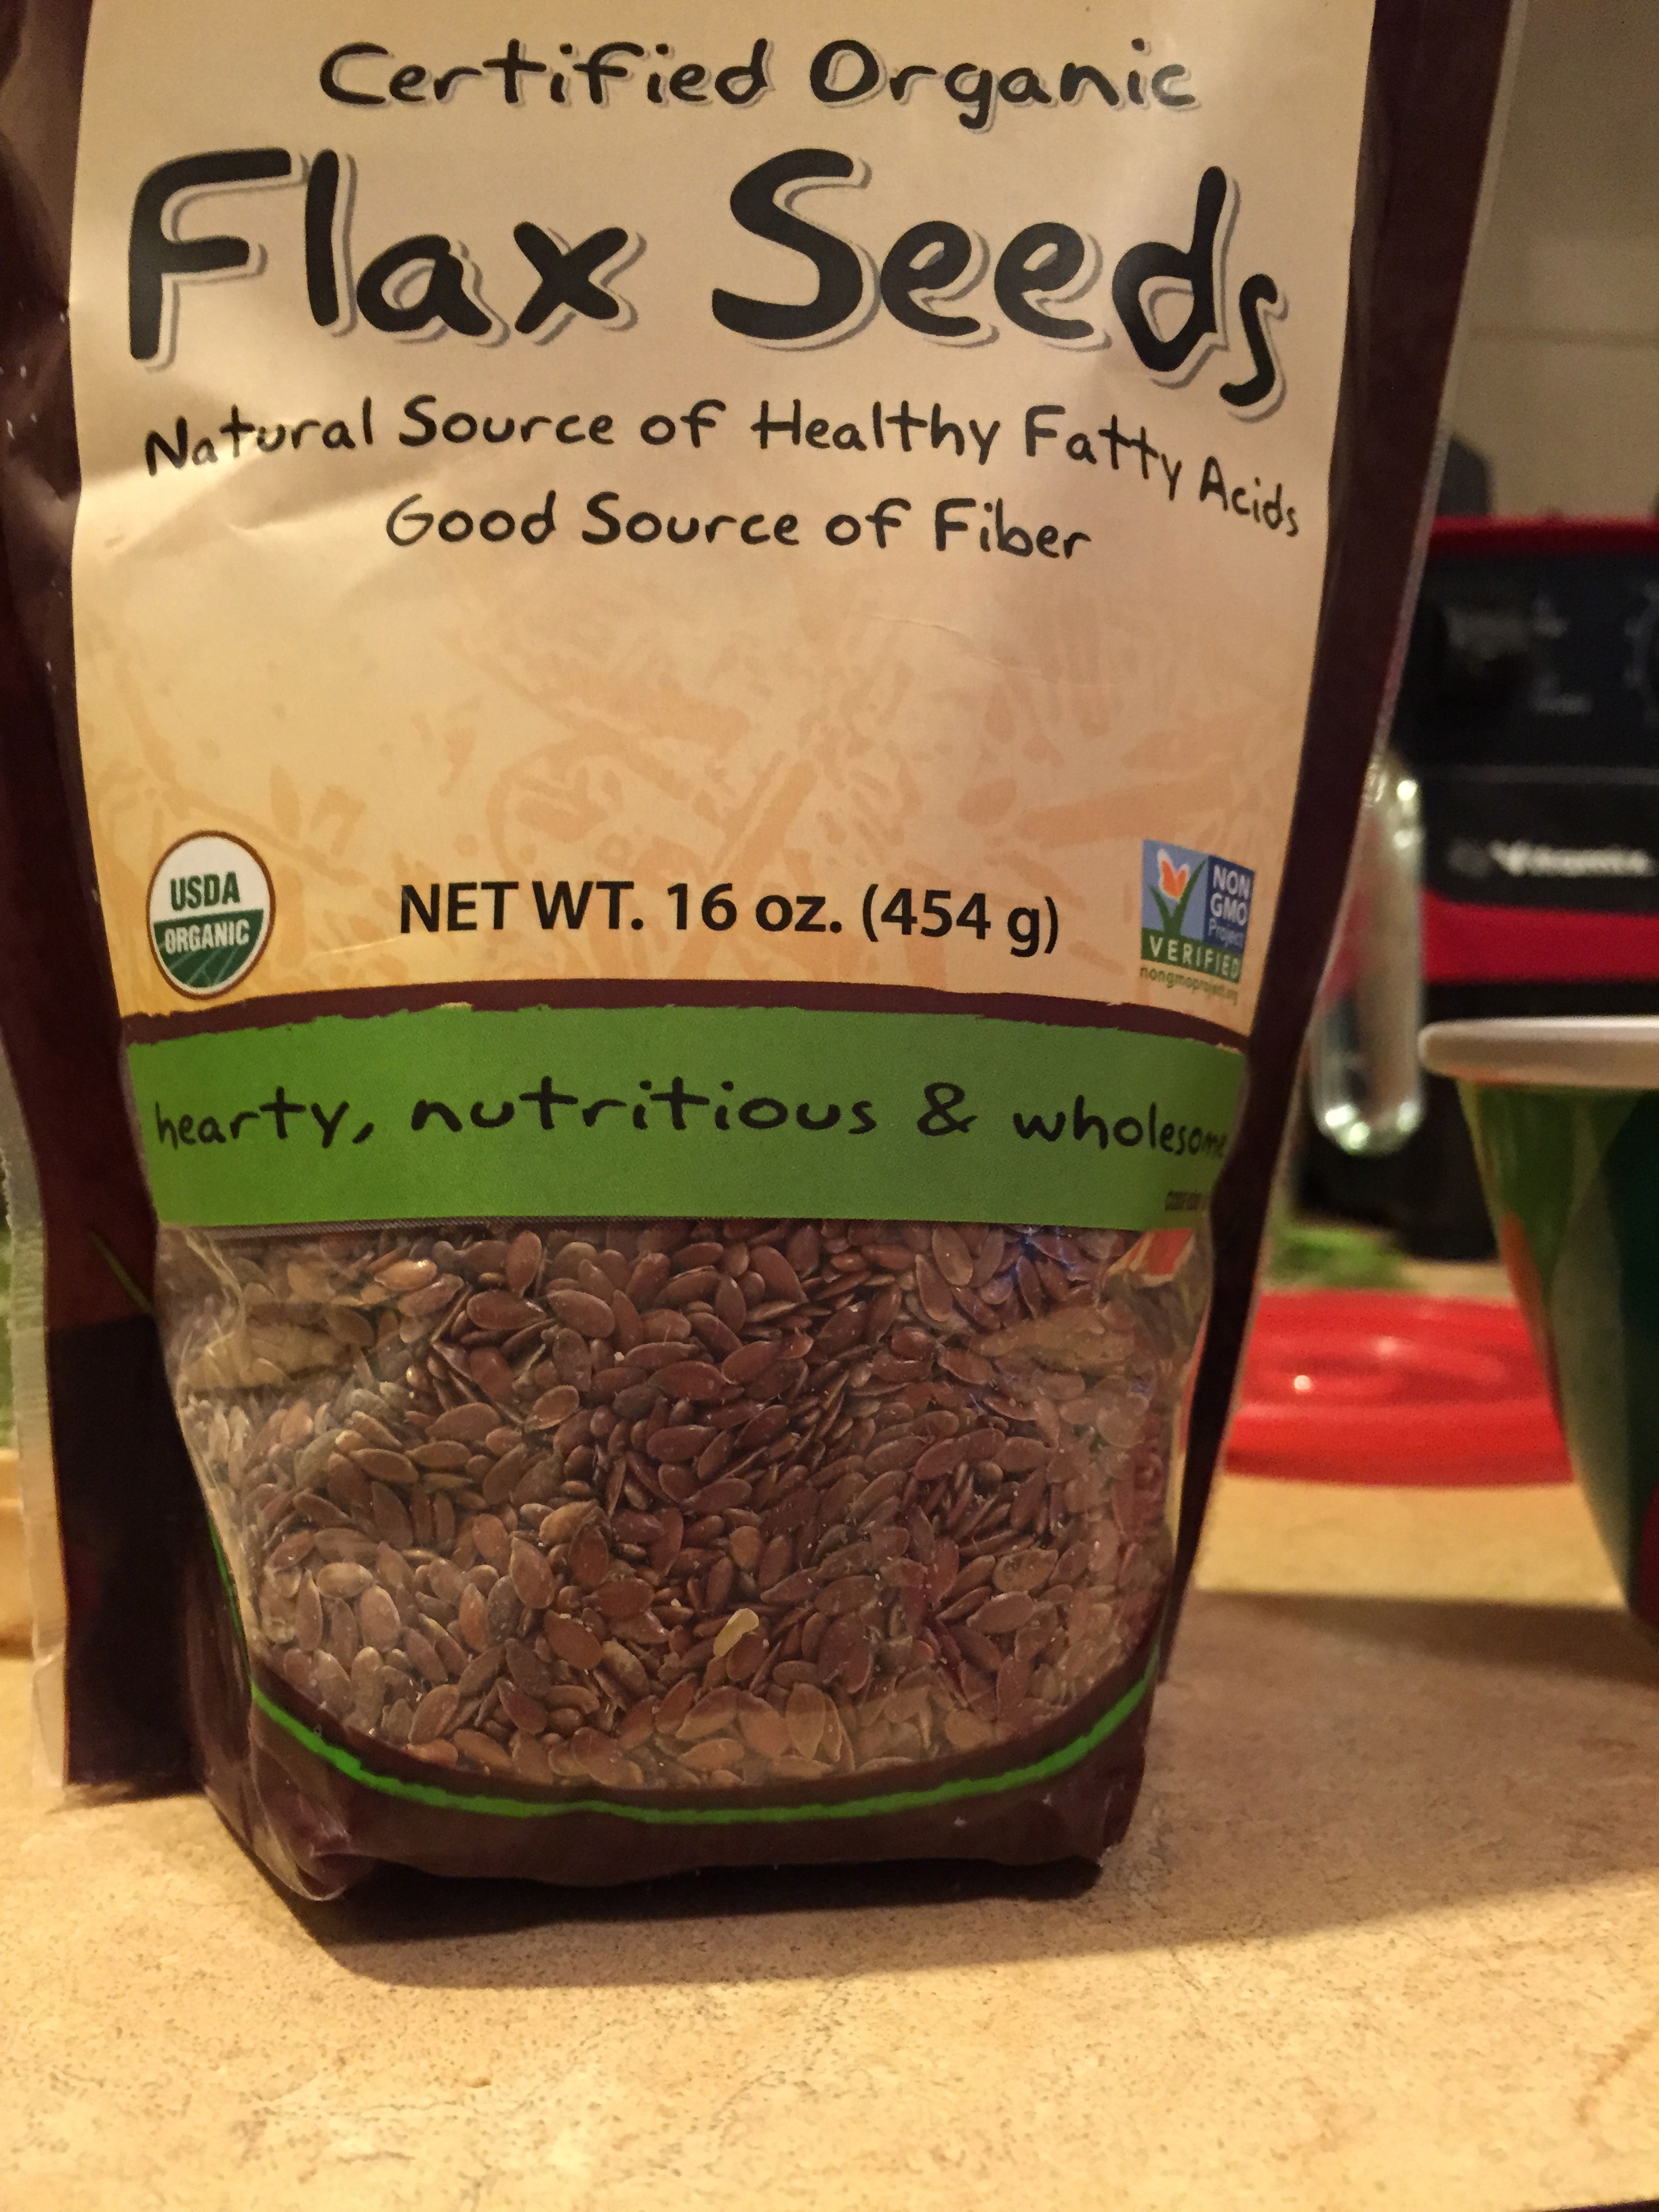 Certified Organic
Flax Seeds
Natural Source of Healthy Fatty Acids
Good Source of Fiber
USDA
ORGANIC
NET WT. 16 oz. (454 g)
NON
GMO
Project
VERIFIED
nongmoproject.org
hearty, nutritious & wholesome
Vitamix